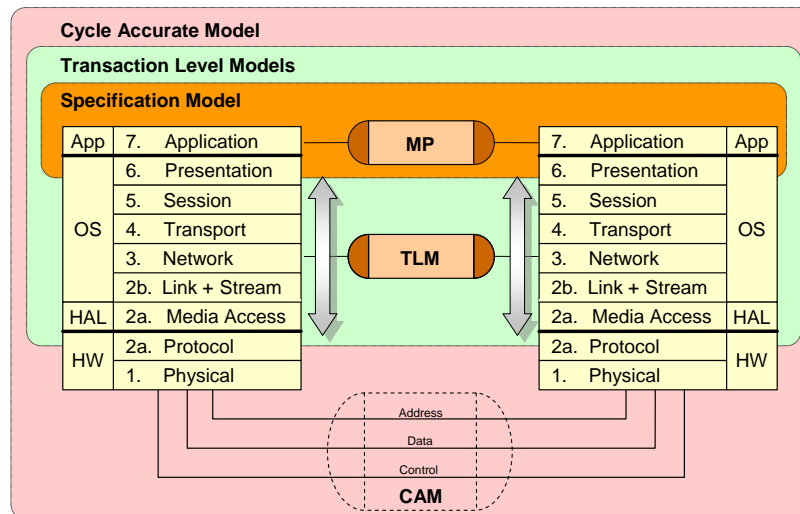 Cycle Accurate Model
Transaction Level Models
Specification Model
App 7. Application MP 7. Application App
6. Presentation 6. Presentation
5. Session 5. Session
OS 4. Transport 4. Transport OS
3. Network TLM 3. Network
2b. Link + Stream 2b. Link + Stream
HAL 2a. Media Access 2a. Media Access HAL
HW 2a. Protocol 2a. Protocol HW
1. Physical 1. Physical
Address
Data
Control
CAM